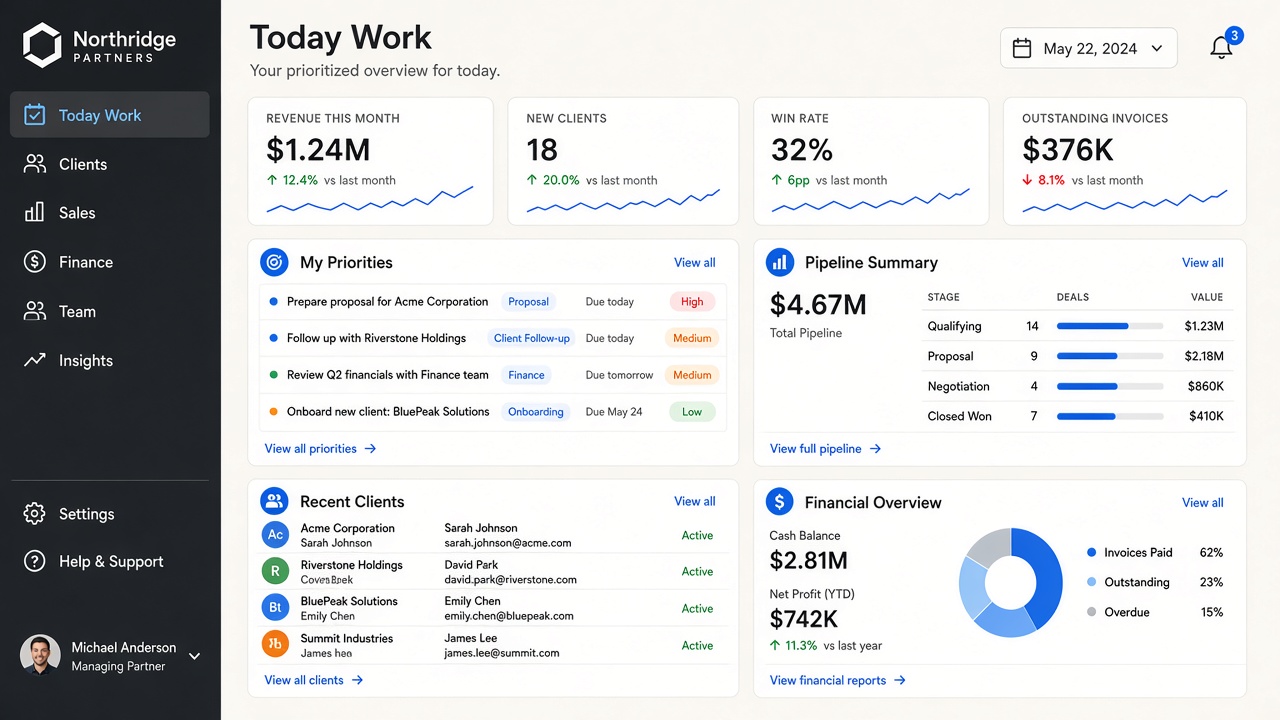 Northridge
PARTNERS
Today Work
Clients
Sales
Finance
Team
Insights
Settings
Help & Support
Michael Anderson
Managing Partner
Today Work
Your prioritized overview for today.
May 22, 2024
3
REVENUE THIS MONTH
$1.24M
↑ 12.4% vs last month
NEW CLIENTS
18
↑ 20.0% vs last month
WIN RATE
32%
↑ 6pp vs last month
OUTSTANDING INVOICES
$376K
↓ 8.1% vs last month
My Priorities View all
Prepare proposal for Acme Corporation Proposal Due today High
Follow up with Riverstone Holdings Client Follow-up Due today Medium
Review Q2 financials with Finance team Finance Due tomorrow Medium
Onboard new client: BluePeak Solutions Onboarding Due May 24 Low
View all priorities →
Pipeline Summary View all
$4.67M
Total Pipeline
STAGE DEALS VALUE
Qualifying 14 $1.23M
Proposal 9 $2.18M
Negotiation 4 $860K
Closed Won 7 $410K
View full pipeline →
Recent Clients View all
Ac Acme Corporation Sarah Johnson Active
Sarah Johnson sarah.johnson@acme.com
R Riverstone Holdings David Park Active
david.park@riverstone.com
Bt BluePeak Solutions Emily Chen Active
Emily Chen emily.chen@bluepeak.com
Summit Industries James Lee Active
James james.lee@summit.com
View all clients →
Financial Overview View all
$
Cash Balance
$2.81M
Net Profit (YTD)
$742K
↑ 11.3% vs last year
Invoices Paid 62%
Outstanding 23%
Overdue 15%
View financial reports →